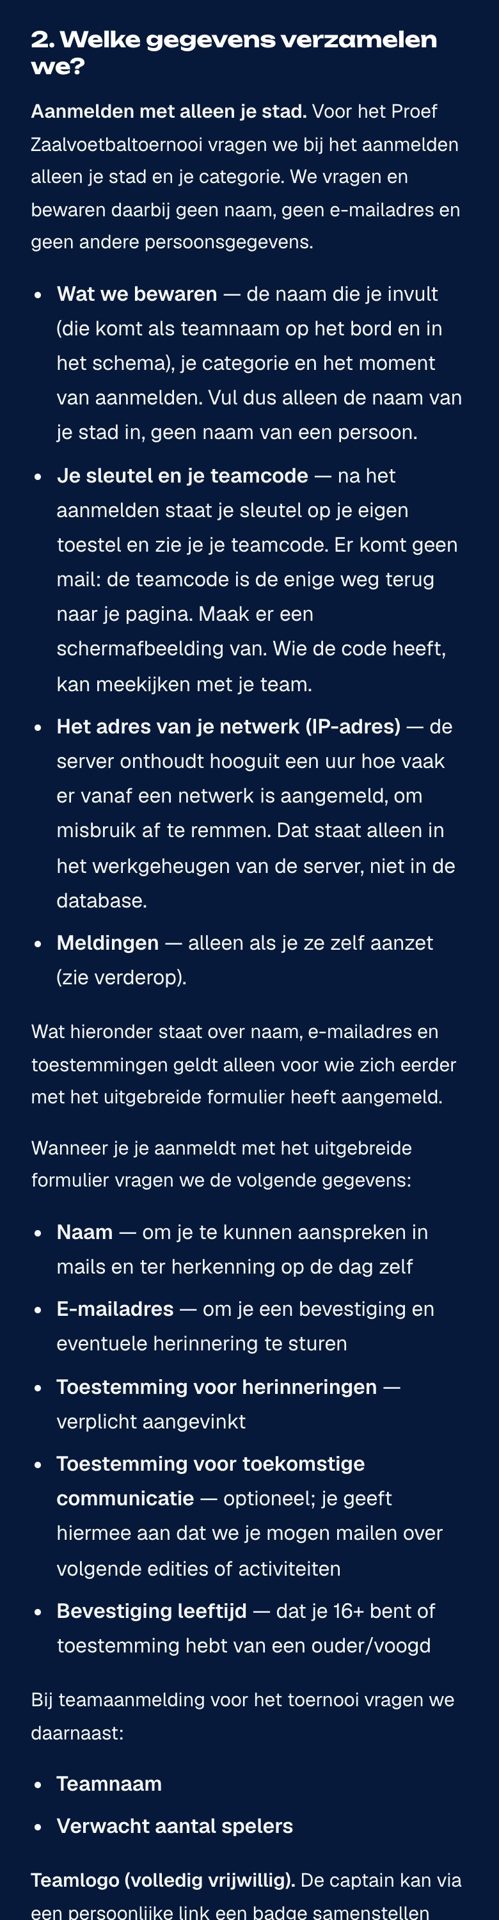 2. Welke gegevens verzamelen
we?
Aanmelden met alleen je stad. Voor het Proef
Zaalvoetbaltoernooi vragen we bij het aanmelden
alleen je stad en je categorie. We vragen en
bewaren daarbij geen naam, geen e-mailadres en
geen andere persoonsgegevens.
• Wat we bewaren — de naam die je invult
(die komt als teamnaam op het bord en in
het schema), je categorie en het moment
van aanmelden. Vul dus alleen de naam van
je stad in, geen naam van een persoon.
• Je sleutel en je teamcode — na het
aanmelden staat je sleutel op je eigen
toestel en zie je je teamcode. Er komt geen
mail: de teamcode is de enige weg terug
naar je pagina. Maak er een
schermafbeelding van. Wie de code heeft,
kan meekijken met je team.
• Het adres van je netwerk (IP-adres) — de
server onthoudt hooguit een uur hoe vaak
er vanaf een netwerk is aangemeld, om
misbruik af te remmen. Dat staat alleen in
het werkgeheugen van de server, niet in de
database.
• Meldingen — alleen als je ze zelf aanzet
(zie verderop).
Wat hieronder staat over naam, e-mailadres en
toestemmingen geldt alleen voor wie zich eerder
met het uitgebreide formulier heeft aangemeld.
Wanneer je je aanmeldt met het uitgebreide
formulier vragen we de volgende gegevens:
• Naam — om je te kunnen aanspreken in
mails en ter herkenning op de dag zelf
• E-mailadres — om je een bevestiging en
eventuele herinnering te sturen
• Toestemming voor herinneringen —
verplicht aangevinkt
• Toestemming voor toekomstige
communicatie — optioneel; je geeft
hiermee aan dat we je mogen mailen over
volgende edities of activiteiten
• Bevestiging leeftijd — dat je 16+ bent of
toestemming hebt van een ouder/voogd
Bij teamaanmelding voor het toernooi vragen we
daarnaast:
• Teamnaam
• Verwacht aantal spelers
Teamlogo (volledig vrijwillig). De captain kan via
een persoonlijke link een badge samenstellen